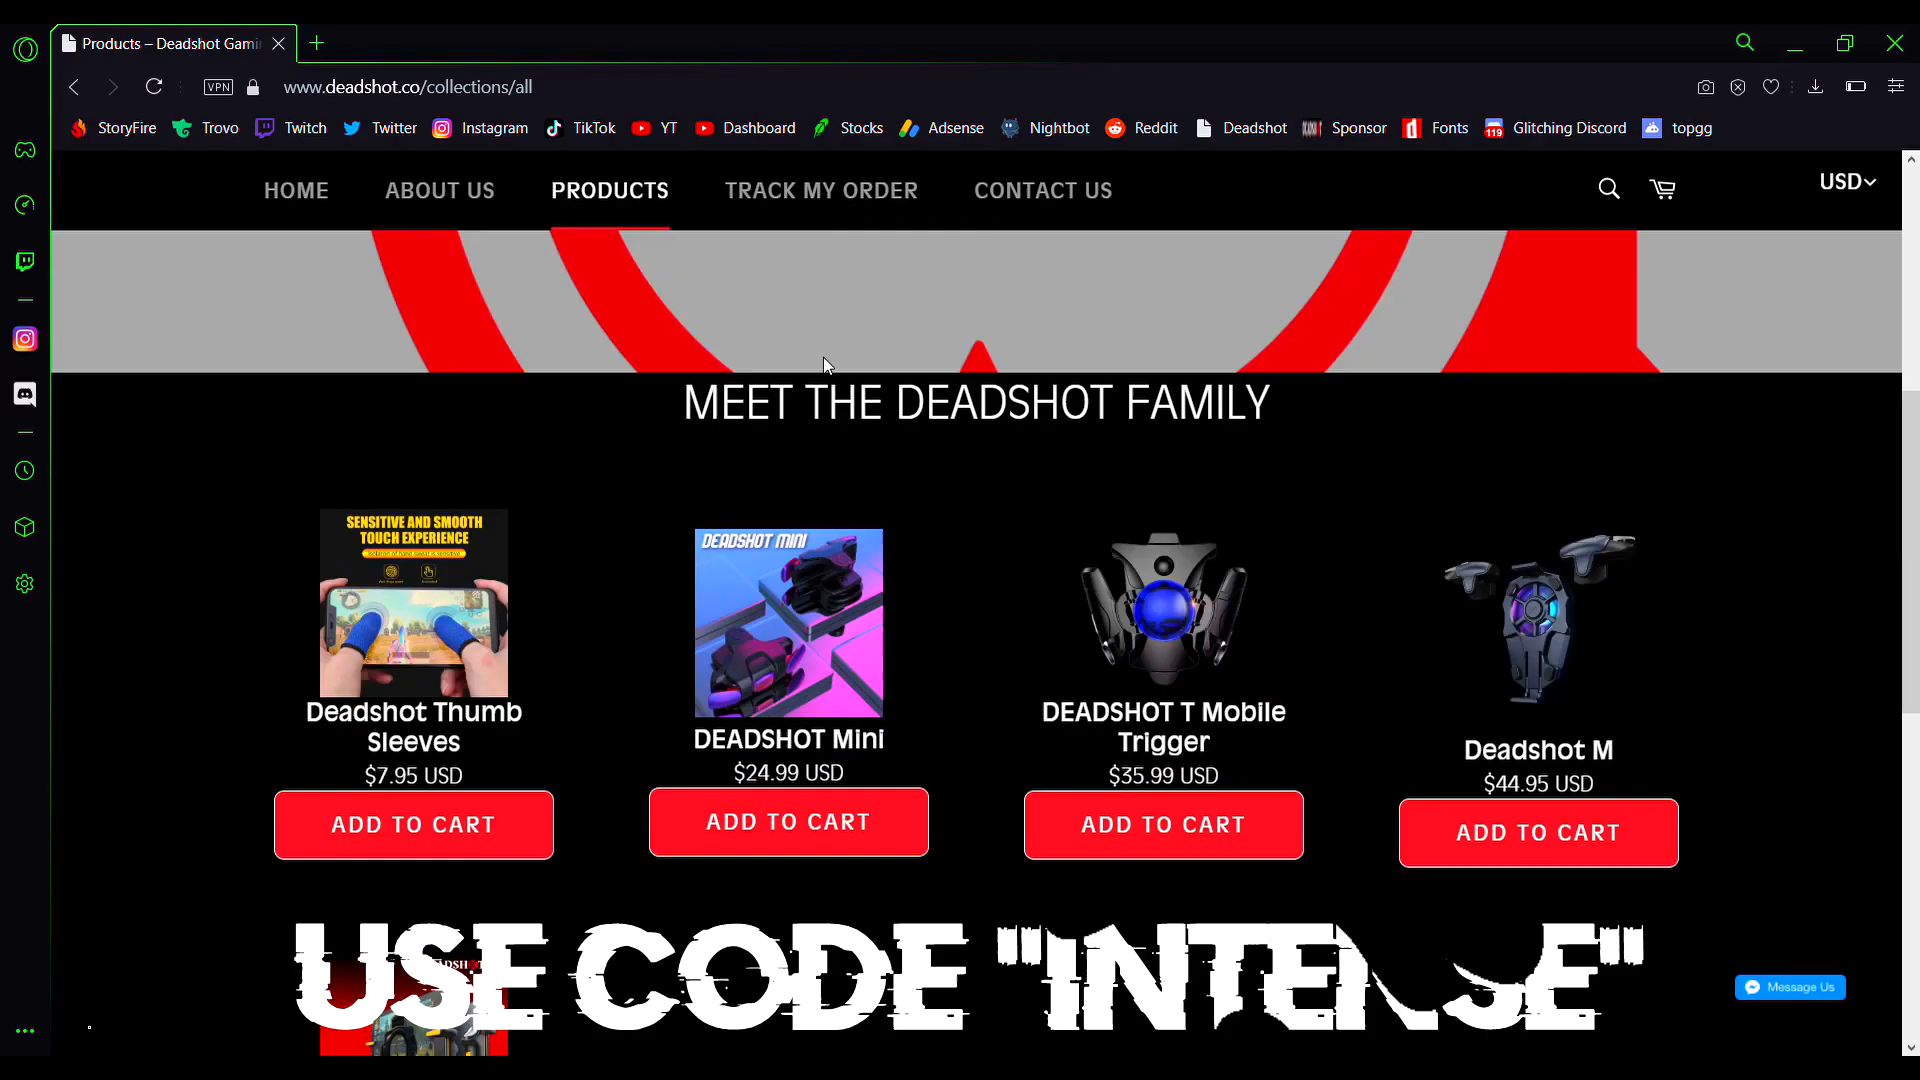 Products – Deadshot Gami
VPN
www.deadshot.co/collections/all
StoryFire Trovo Twitch Twitter Instagram TikTok YT Dashboard Stocks Adsense Nightbot Reddit Deadshot Sponsor Fonts 119 Glitching Discord topgg
HOME ABOUT US PRODUCTS TRACK MY ORDER CONTACT US USD
MEET THE DEADSHOT FAMILY
SENSITIVE AND SMOOTH
TOUCH EXPERIENCE
DEADSHOT MINI
Deadshot Thumb
Sleeves
$7.95 USD
ADD TO CART
DEADSHOT Mini
$24.99 USD
ADD TO CART
DEADSHOT T Mobile
Trigger
$35.99 USD
ADD TO CART
Deadshot M
$44.95 USD
ADD TO CART
USE CODE "INTENSE"
Message Us